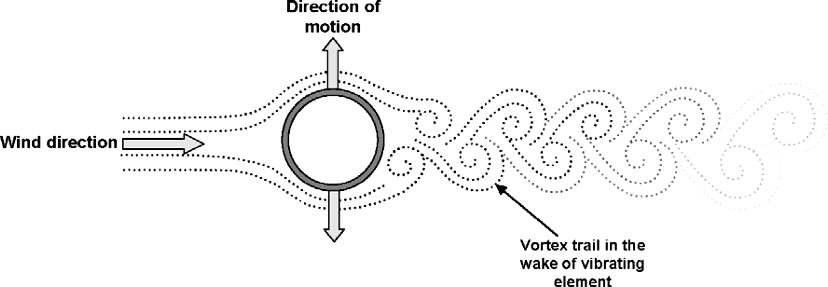 Direction of
motion
Wind direction
Vortex trail in the
wake of vibrating
element